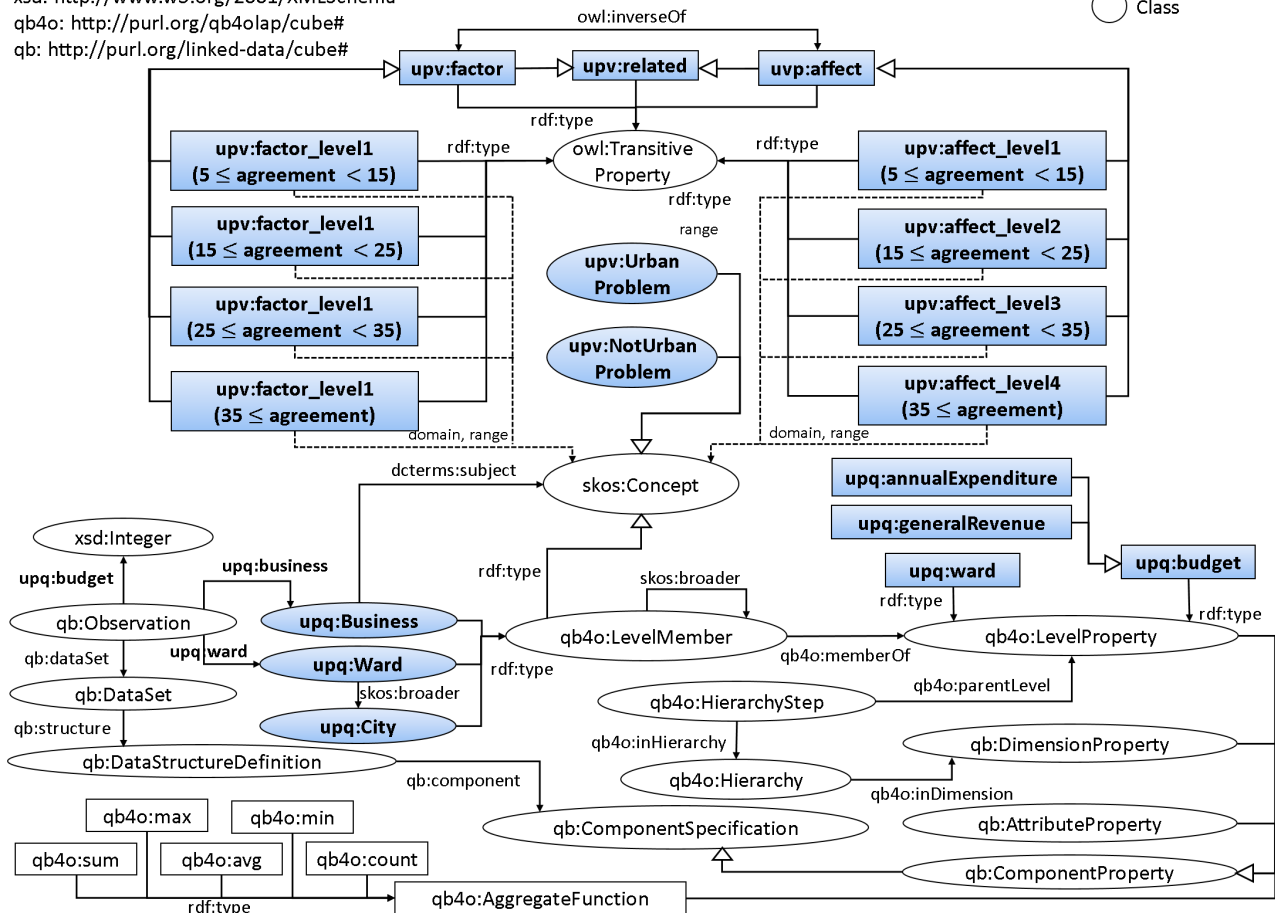 qb4o: http://purl.org/qb4olap/cube#
qb: http://purl.org/linked-data/cube#
Class
owl:inverseOf
upv:factor
upv:related
uvp:affect
rdf:type
upv:factor_level1
(5 ≤ agreement < 15)
rdf:type
owl:Transitive
Property
rdf:type
upv:affect_level1
(5 ≤ agreement < 15)
rdf:type
upv:factor_level1
(15 ≤ agreement < 25)
range
upv:affect_level2
(15 ≤ agreement < 25)
upv:Urban
Problem
upv:factor_level1
(25 ≤ agreement < 35)
upv:affect_level3
(25 ≤ agreement < 35)
upv:NotUrban
Problem
upv:factor_level1
(35 ≤ agreement)
upv:affect_level4
(35 ≤ agreement)
domain, range
domain, range
dcterms:subject
skos:Concept
upq:annualExpenditure
upq:generalRevenue
xsd:Integer
upq:budget
upq:business
rdf:type
skos:broader
upq:ward
upq:budget
rdf:type
rdf:type
qb:Observation
upq:Business
qb4o:LevelMember
qb4o:LevelProperty
upq:ward
qb:dataSet
upq:Ward
rdf:type
qb4o:memberOf
qb:DataSet
skos:broader
qb4o:parentLevel
qb4o:HierarchyStep
qb:structure
upq:City
qb4o:inHierarchy
qb:DimensionProperty
qb:DataStructureDefinition
qb:component
qb4o:Hierarchy
qb4o:inDimension
qb4o:max
qb4o:min
qb:ComponentSpecification
qb:AttributeProperty
qb4o:sum
qb4o:avg
qb4o:count
qb:ComponentProperty
qb4o:AggregateFunction
rdf:type